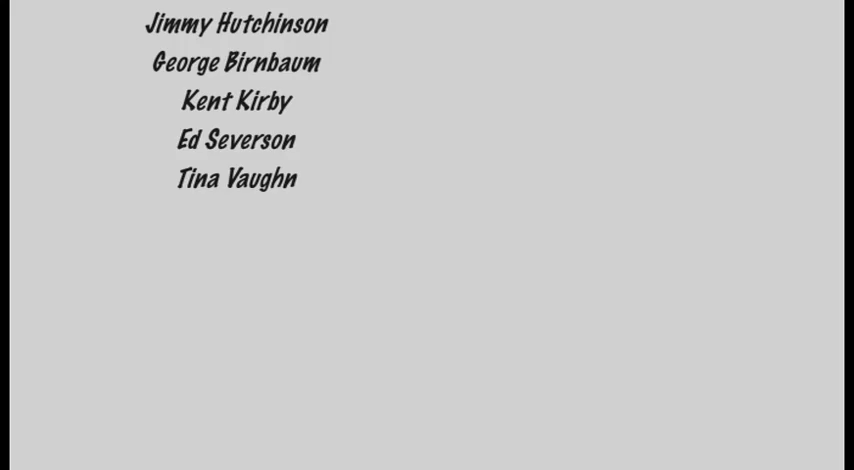 Jimmy Hutchinson
George Birnbaum
Kent Kirby
Ed Severson
Tina Vaughn